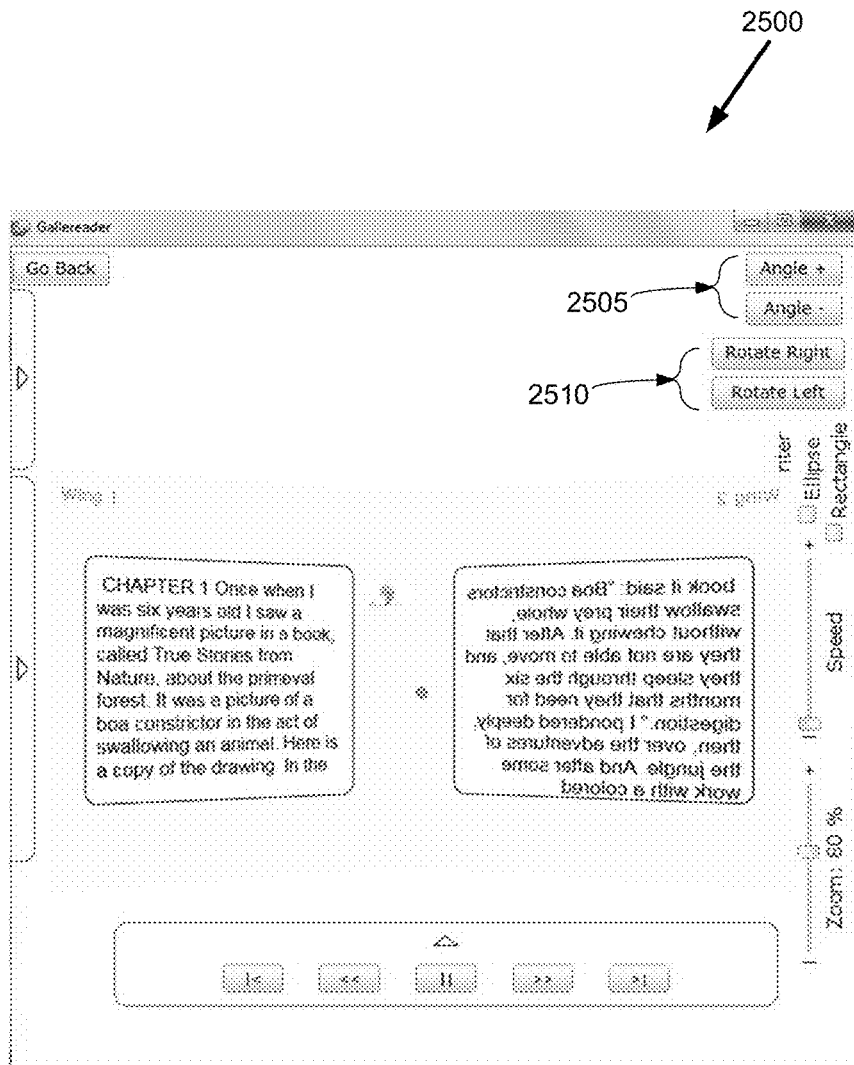 2500
Gallereader
Go Back
Angle +
Angle -
2505
Rotate Right
Rotate Left
2510
nter
Ellipse
Rectangle
Wing 1
Wing 2
CHAPTER 1 Once when I
was six years old I saw a
magnificent picture in a book,
called True Stories from
Nature, about the primeval
forest. It was a picture of a
boa constrictor in the act of
swallowing an animal. Here is
a copy of the drawing. In the
book it said: "Boa constrictors
swallow their prey whole,
without chewing it. After that
they are not able to move, and
they sleep through the six
months that they need for
digestion." I pondered deeply,
then, over the adventures of
the jungle. And after some
work with a colored
- +
Speed
- +
Zoom: 80 %
|<
<<
||
>>
>|